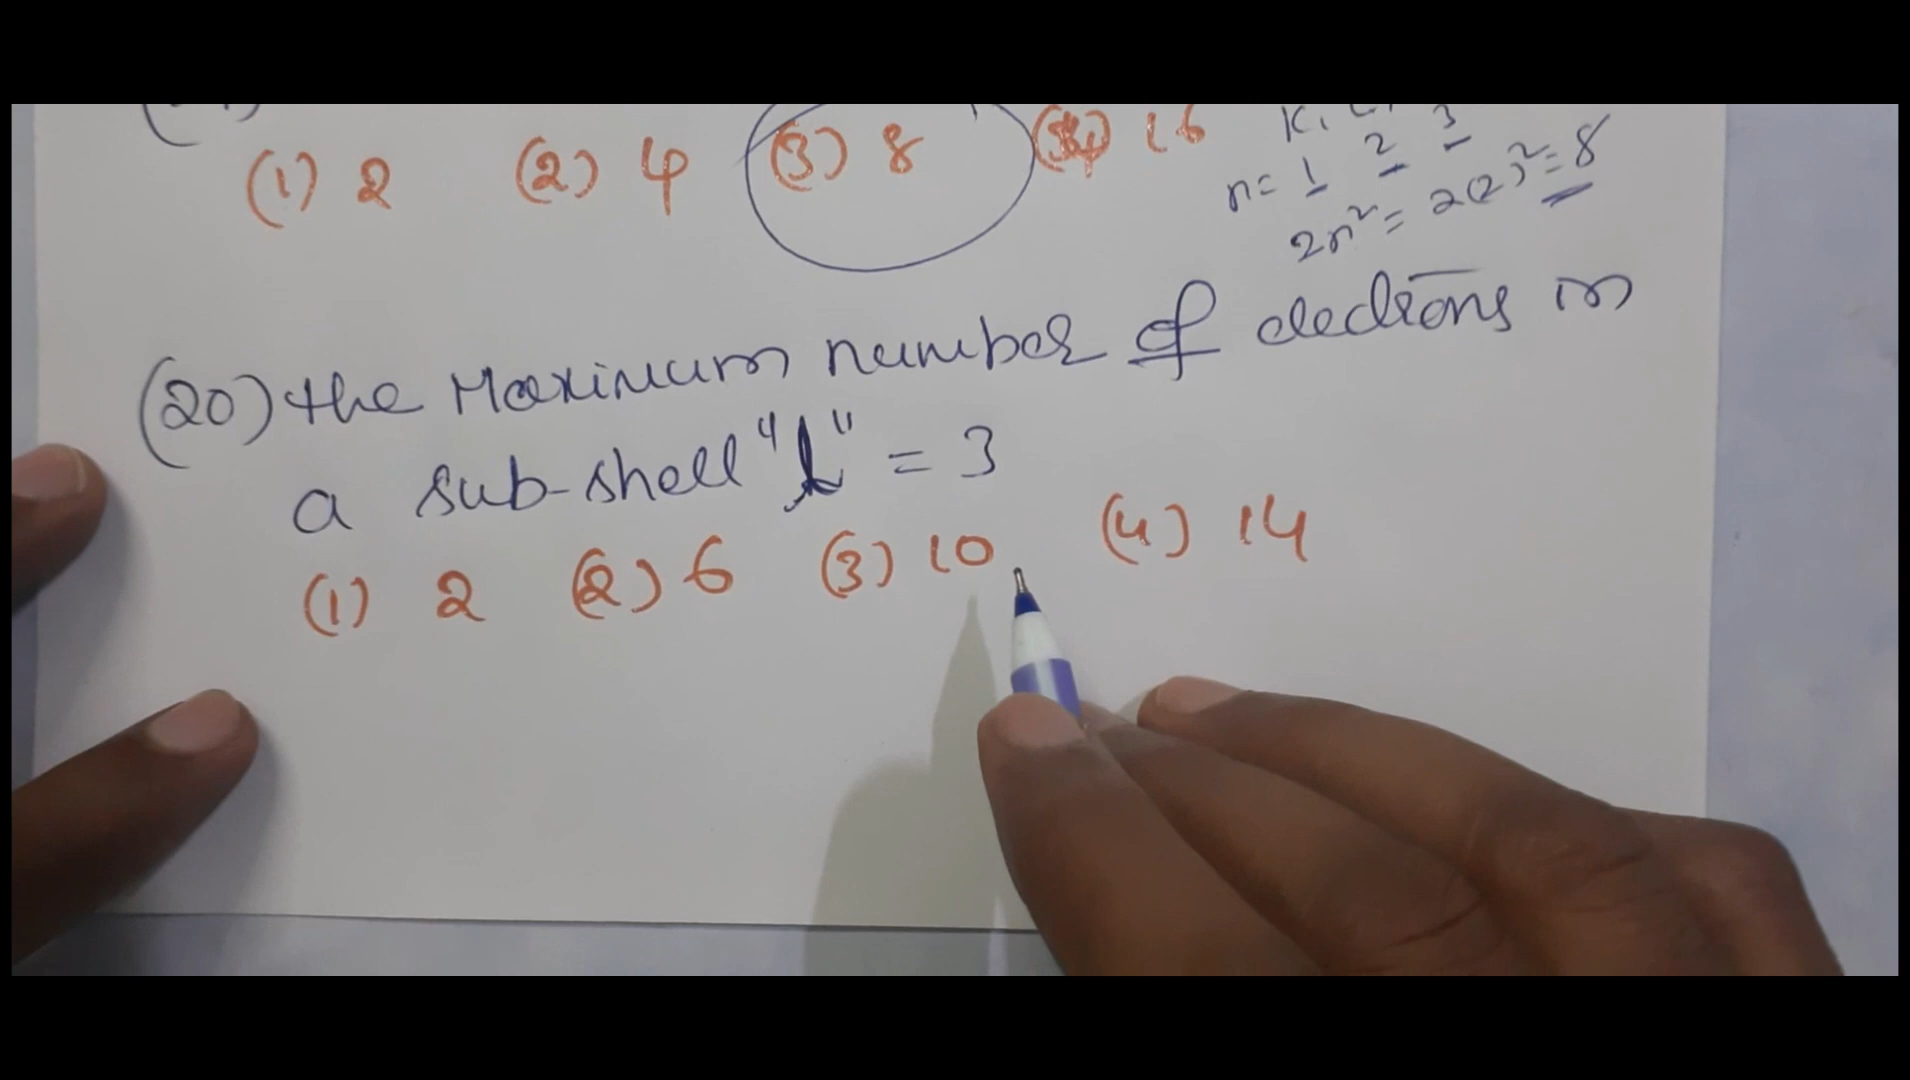 (1) 2 (2) 4 (3) 8 (4) 16
n= 1 2 3
2n²= 2(2)²=8
(20) the Maximum number of electrons in
a sub-shell "l" = 3
(1) 2 (2) 6 (3) 10 (4) 14